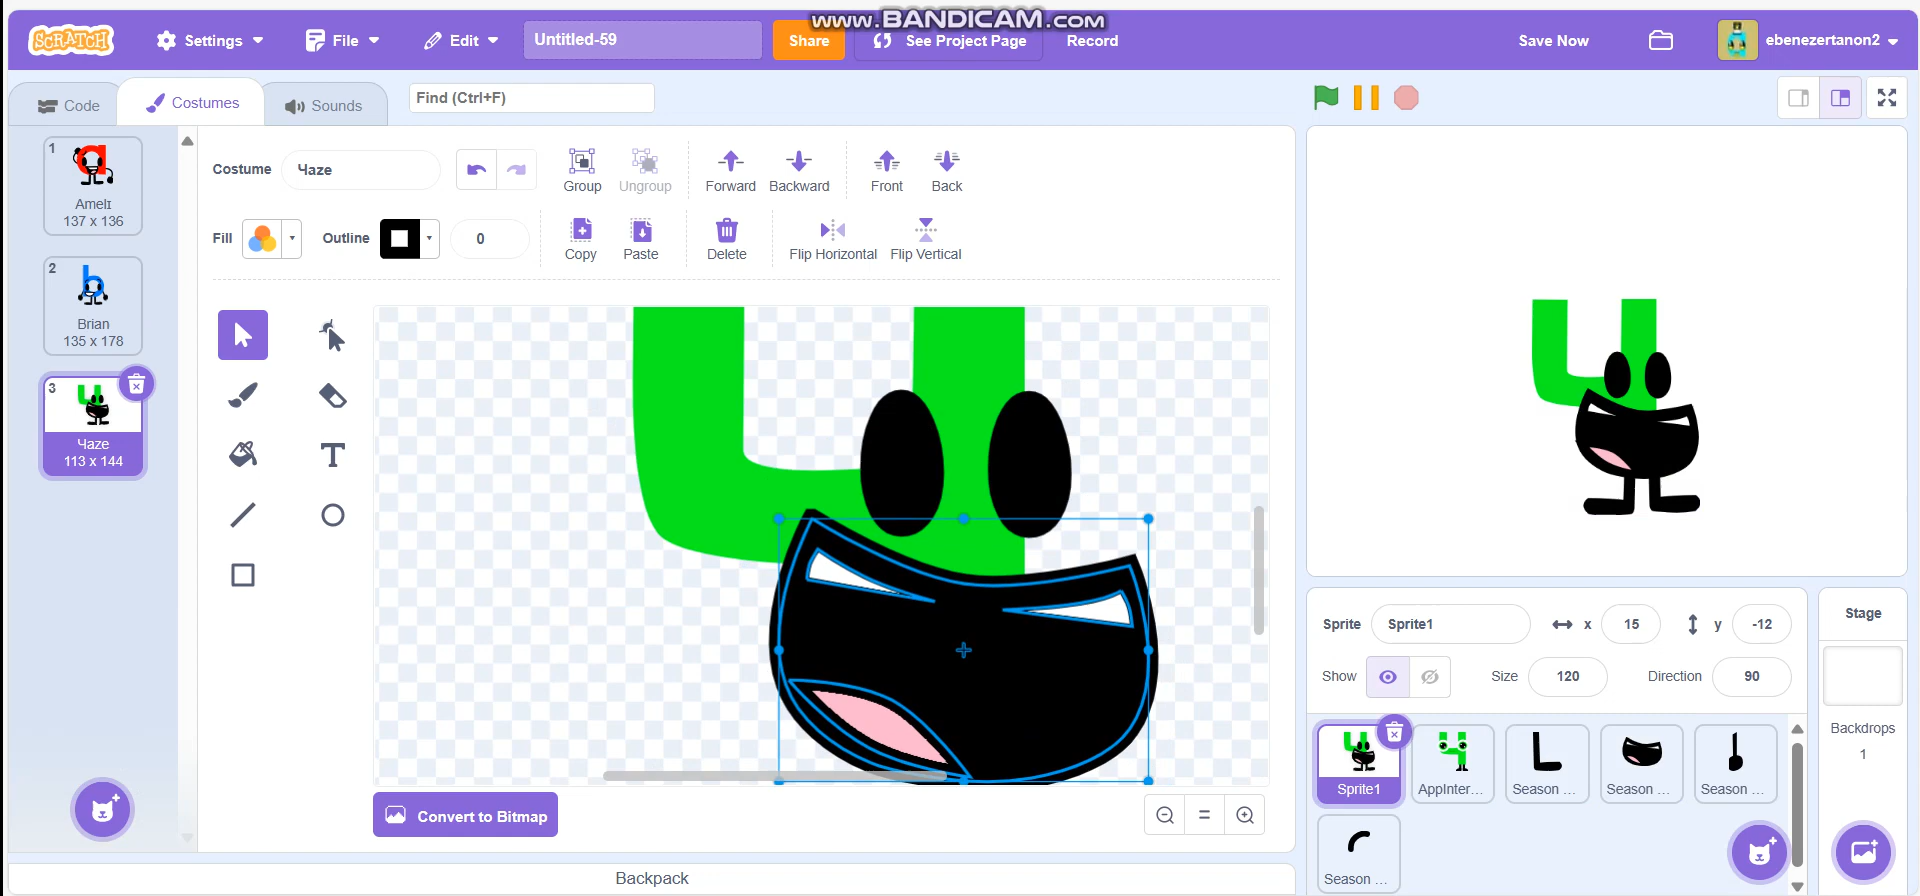 www.BANDICAM.com
SCRATCH
Settings
File
Edit
Untitled-59
Share
See Project Page
Record
Save Now
ebenezertanon2
Code
Costumes
Sounds
Find (Ctrl+F)
1
Amelɪ
137 x 136
2
Brian
135 x 178
3
Чaze
113 x 144
Costume
Чaze
Group
Ungroup
Forward
Backward
Front
Back
Fill
Outline
0
Copy
Paste
Delete
Flip Horizontal
Flip Vertical
T
Convert to Bitmap
Backpack
Sprite
Sprite1
x
15
y
-12
Show
Size
120
Direction
90
Stage
Backdrops
1
Sprite1
AppInter...
Season ...
Season ...
Season ...
Season ...